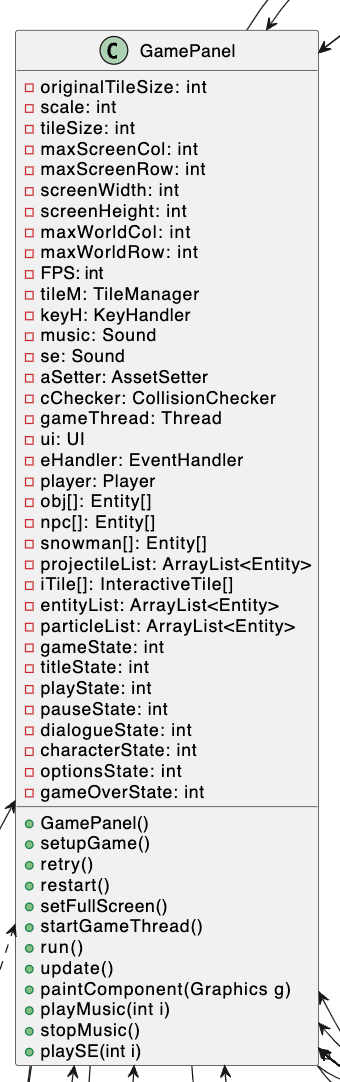 C GamePanel
originalTileSize: int
scale: int
tileSize: int
maxScreenCol: int
maxScreenRow: int
screenWidth: int
screenHeight: int
maxWorldCol: int
maxWorldRow: int
FPS: int
tileM: TileManager
keyH: KeyHandler
music: Sound
se: Sound
aSetter: AssetSetter
cChecker: CollisionChecker
gameThread: Thread
ui: UI
eHandler: EventHandler
player: Player
obj[]: Entity[]
npc[]: Entity[]
snowman[]: Entity[]
projectileList: ArrayList<Entity>
iTile[]: InteractiveTile[]
entityList: ArrayList<Entity>
particleList: ArrayList<Entity>
gameState: int
titleState: int
playState: int
pauseState: int
dialogueState: int
characterState: int
optionsState: int
gameOverState: int
GamePanel()
setupGame()
retry()
restart()
setFullScreen()
startGameThread()
run()
update()
paintComponent(Graphics g)
playMusic(int i)
stopMusic()
playSE(int i)